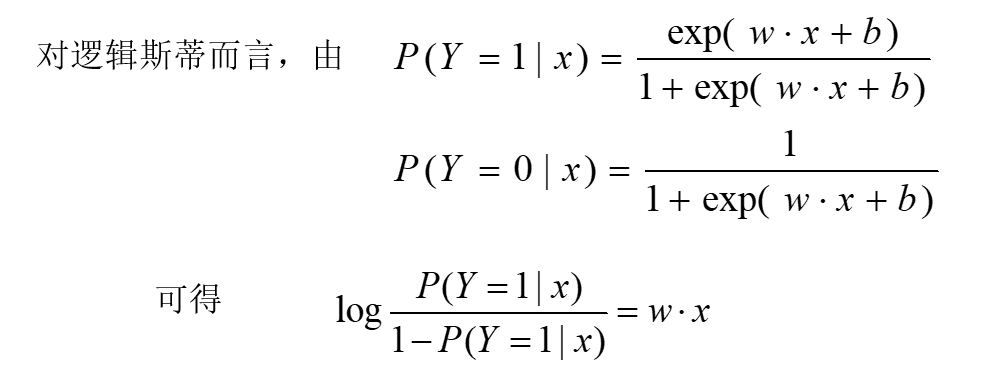 对逻辑斯蒂而言，由 P(Y = 1 | x) = exp( w · x + b) / 1 + exp( w · x + b)
P(Y = 0 | x) = 1 / 1 + exp( w · x + b)
可得 log P(Y = 1 | x) / 1 − P(Y = 1 | x) = w · x